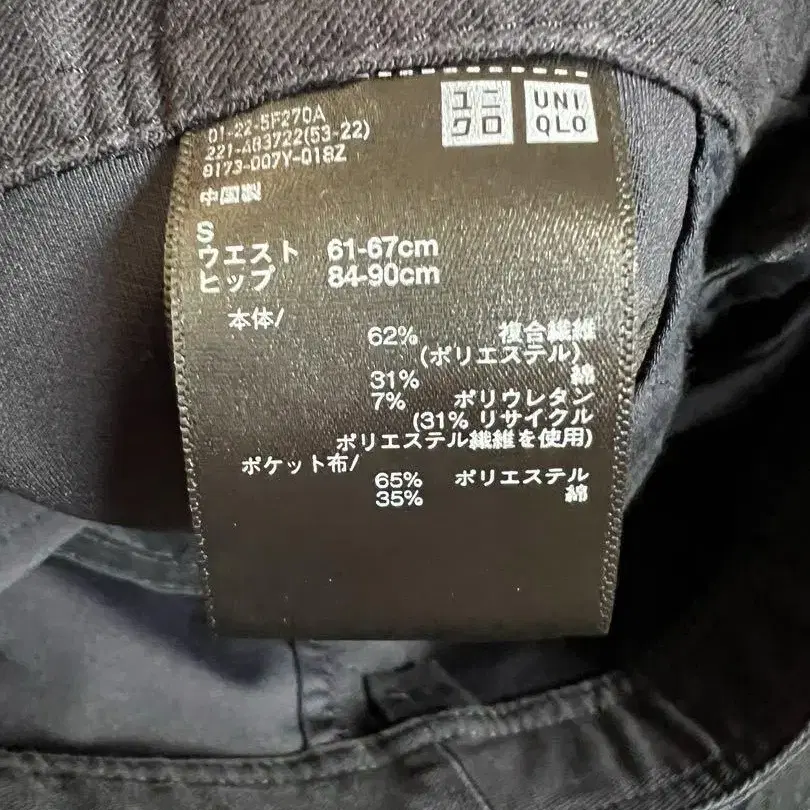 ユニ
クロ
UNI
QLO
01-22-5F270A
221-483722(53-22)
9173-007Y-018Z
中国製
S
ウエスト 61-67cm
ヒップ 84-90cm
本体/
62% 複合繊維
(ポリエステル)
31% 綿
7% ポリウレタン
(31% リサイクル
ポリエステル繊維を使用)
ポケット布/
65% ポリエステル
35% 綿